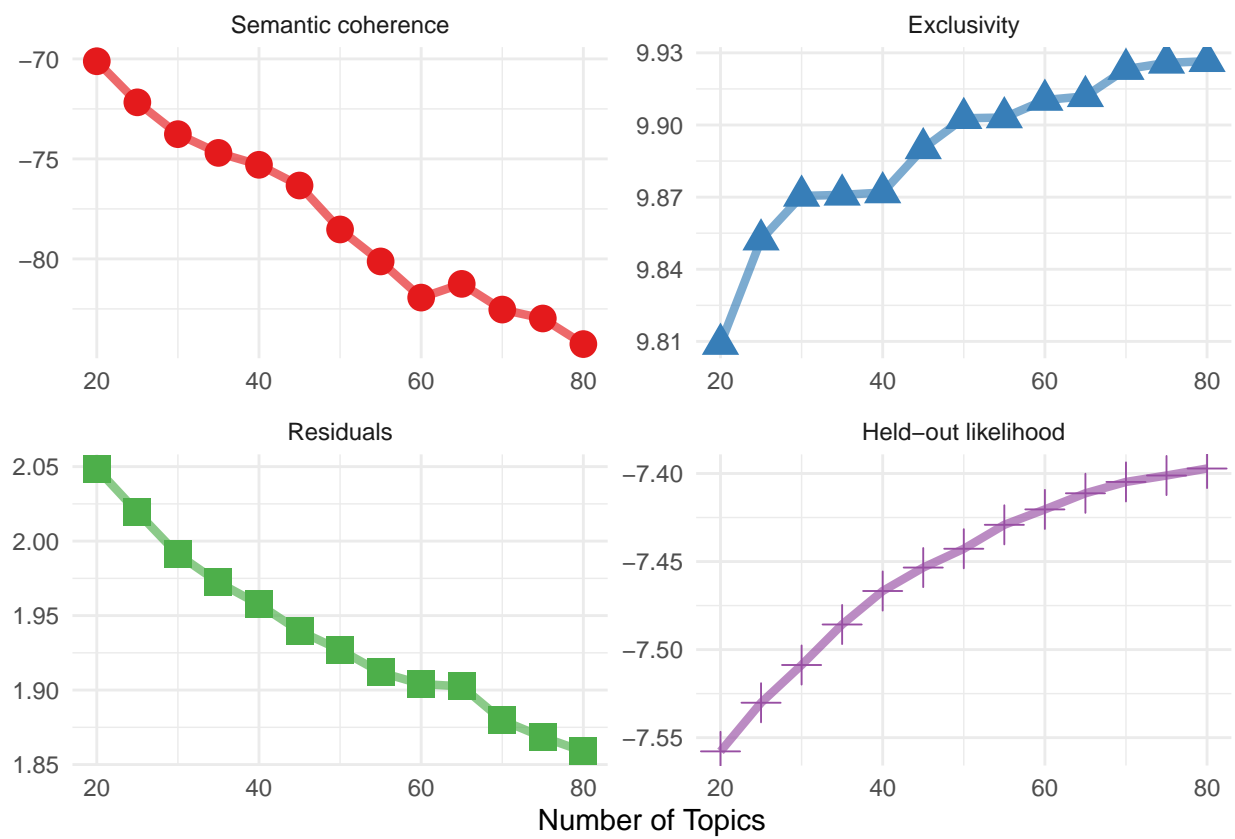 Semantic coherence
−70
−75
−80
20 40 60 80
Exclusivity
9.93
9.90
9.87
9.84
9.81
20 40 60 80
Residuals
2.05
2.00
1.95
1.90
1.85
20 40 60 80
Held−out likelihood
−7.40
−7.45
−7.50
−7.55
20 40 60 80
Number of Topics